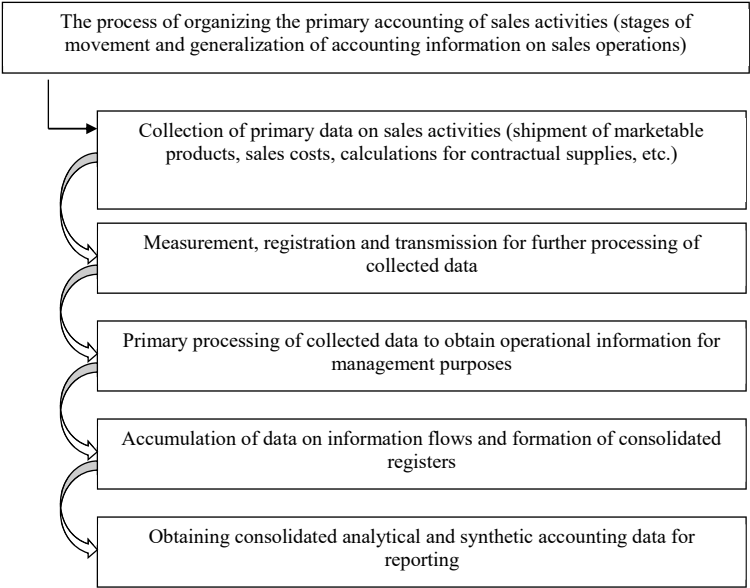 The process of organizing the primary accounting of sales activities (stages of
movement and generalization of accounting information on sales operations)
Collection of primary data on sales activities (shipment of marketable
products, sales costs, calculations for contractual supplies, etc.)
Measurement, registration and transmission for further processing of
collected data
Primary processing of collected data to obtain operational information for
management purposes
Accumulation of data on information flows and formation of consolidated
registers
Obtaining consolidated analytical and synthetic accounting data for
reporting